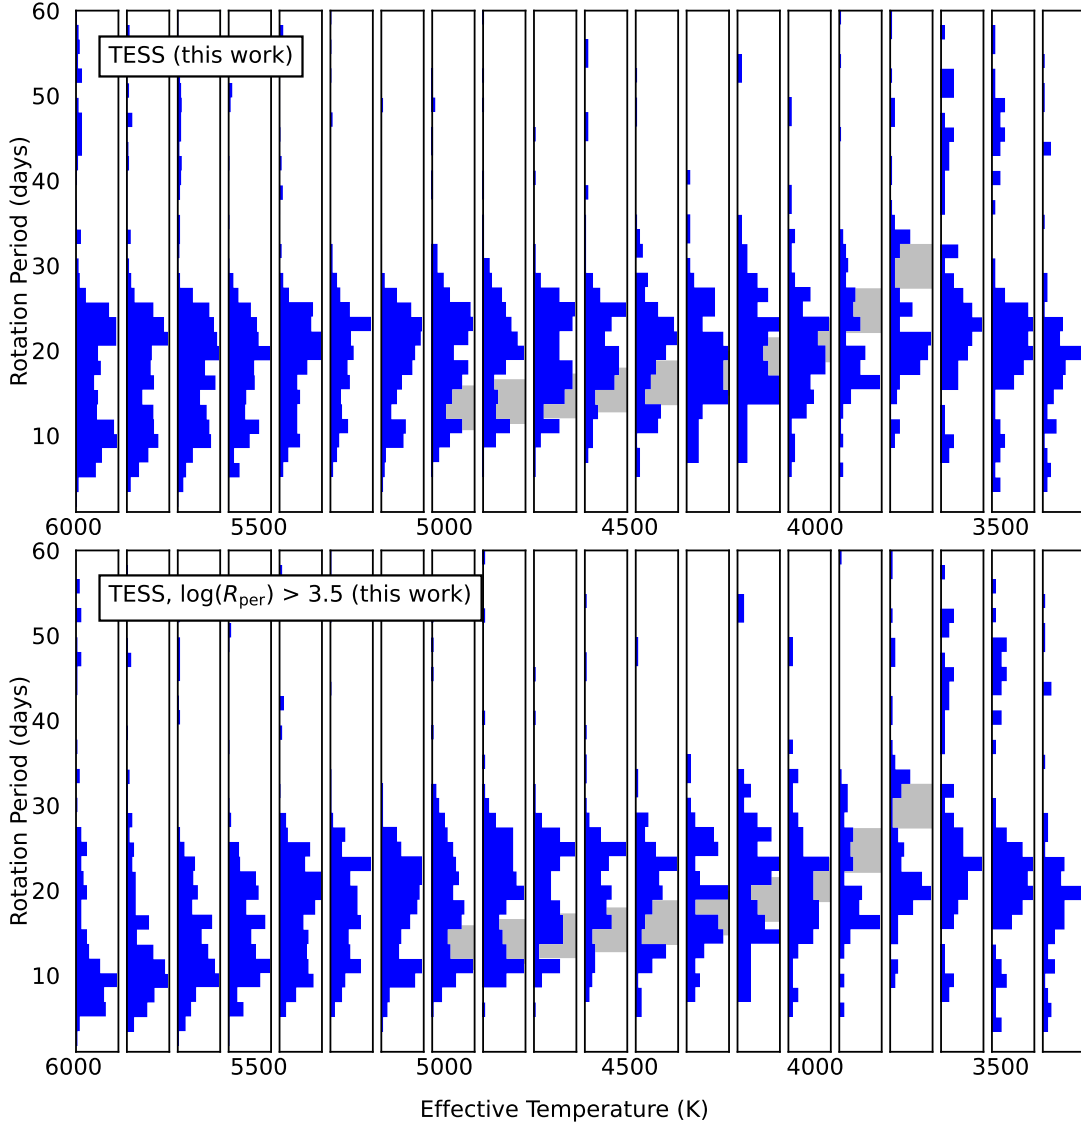 60
TESS (this work)
50
40
30
20
10
Rotation Period (days)
6000 5500 5000 4500 4000 3500
60
TESS, log(Rper) > 3.5 (this work)
50
40
30
20
10
Rotation Period (days)
6000 5500 5000 4500 4000 3500
Effective Temperature (K)